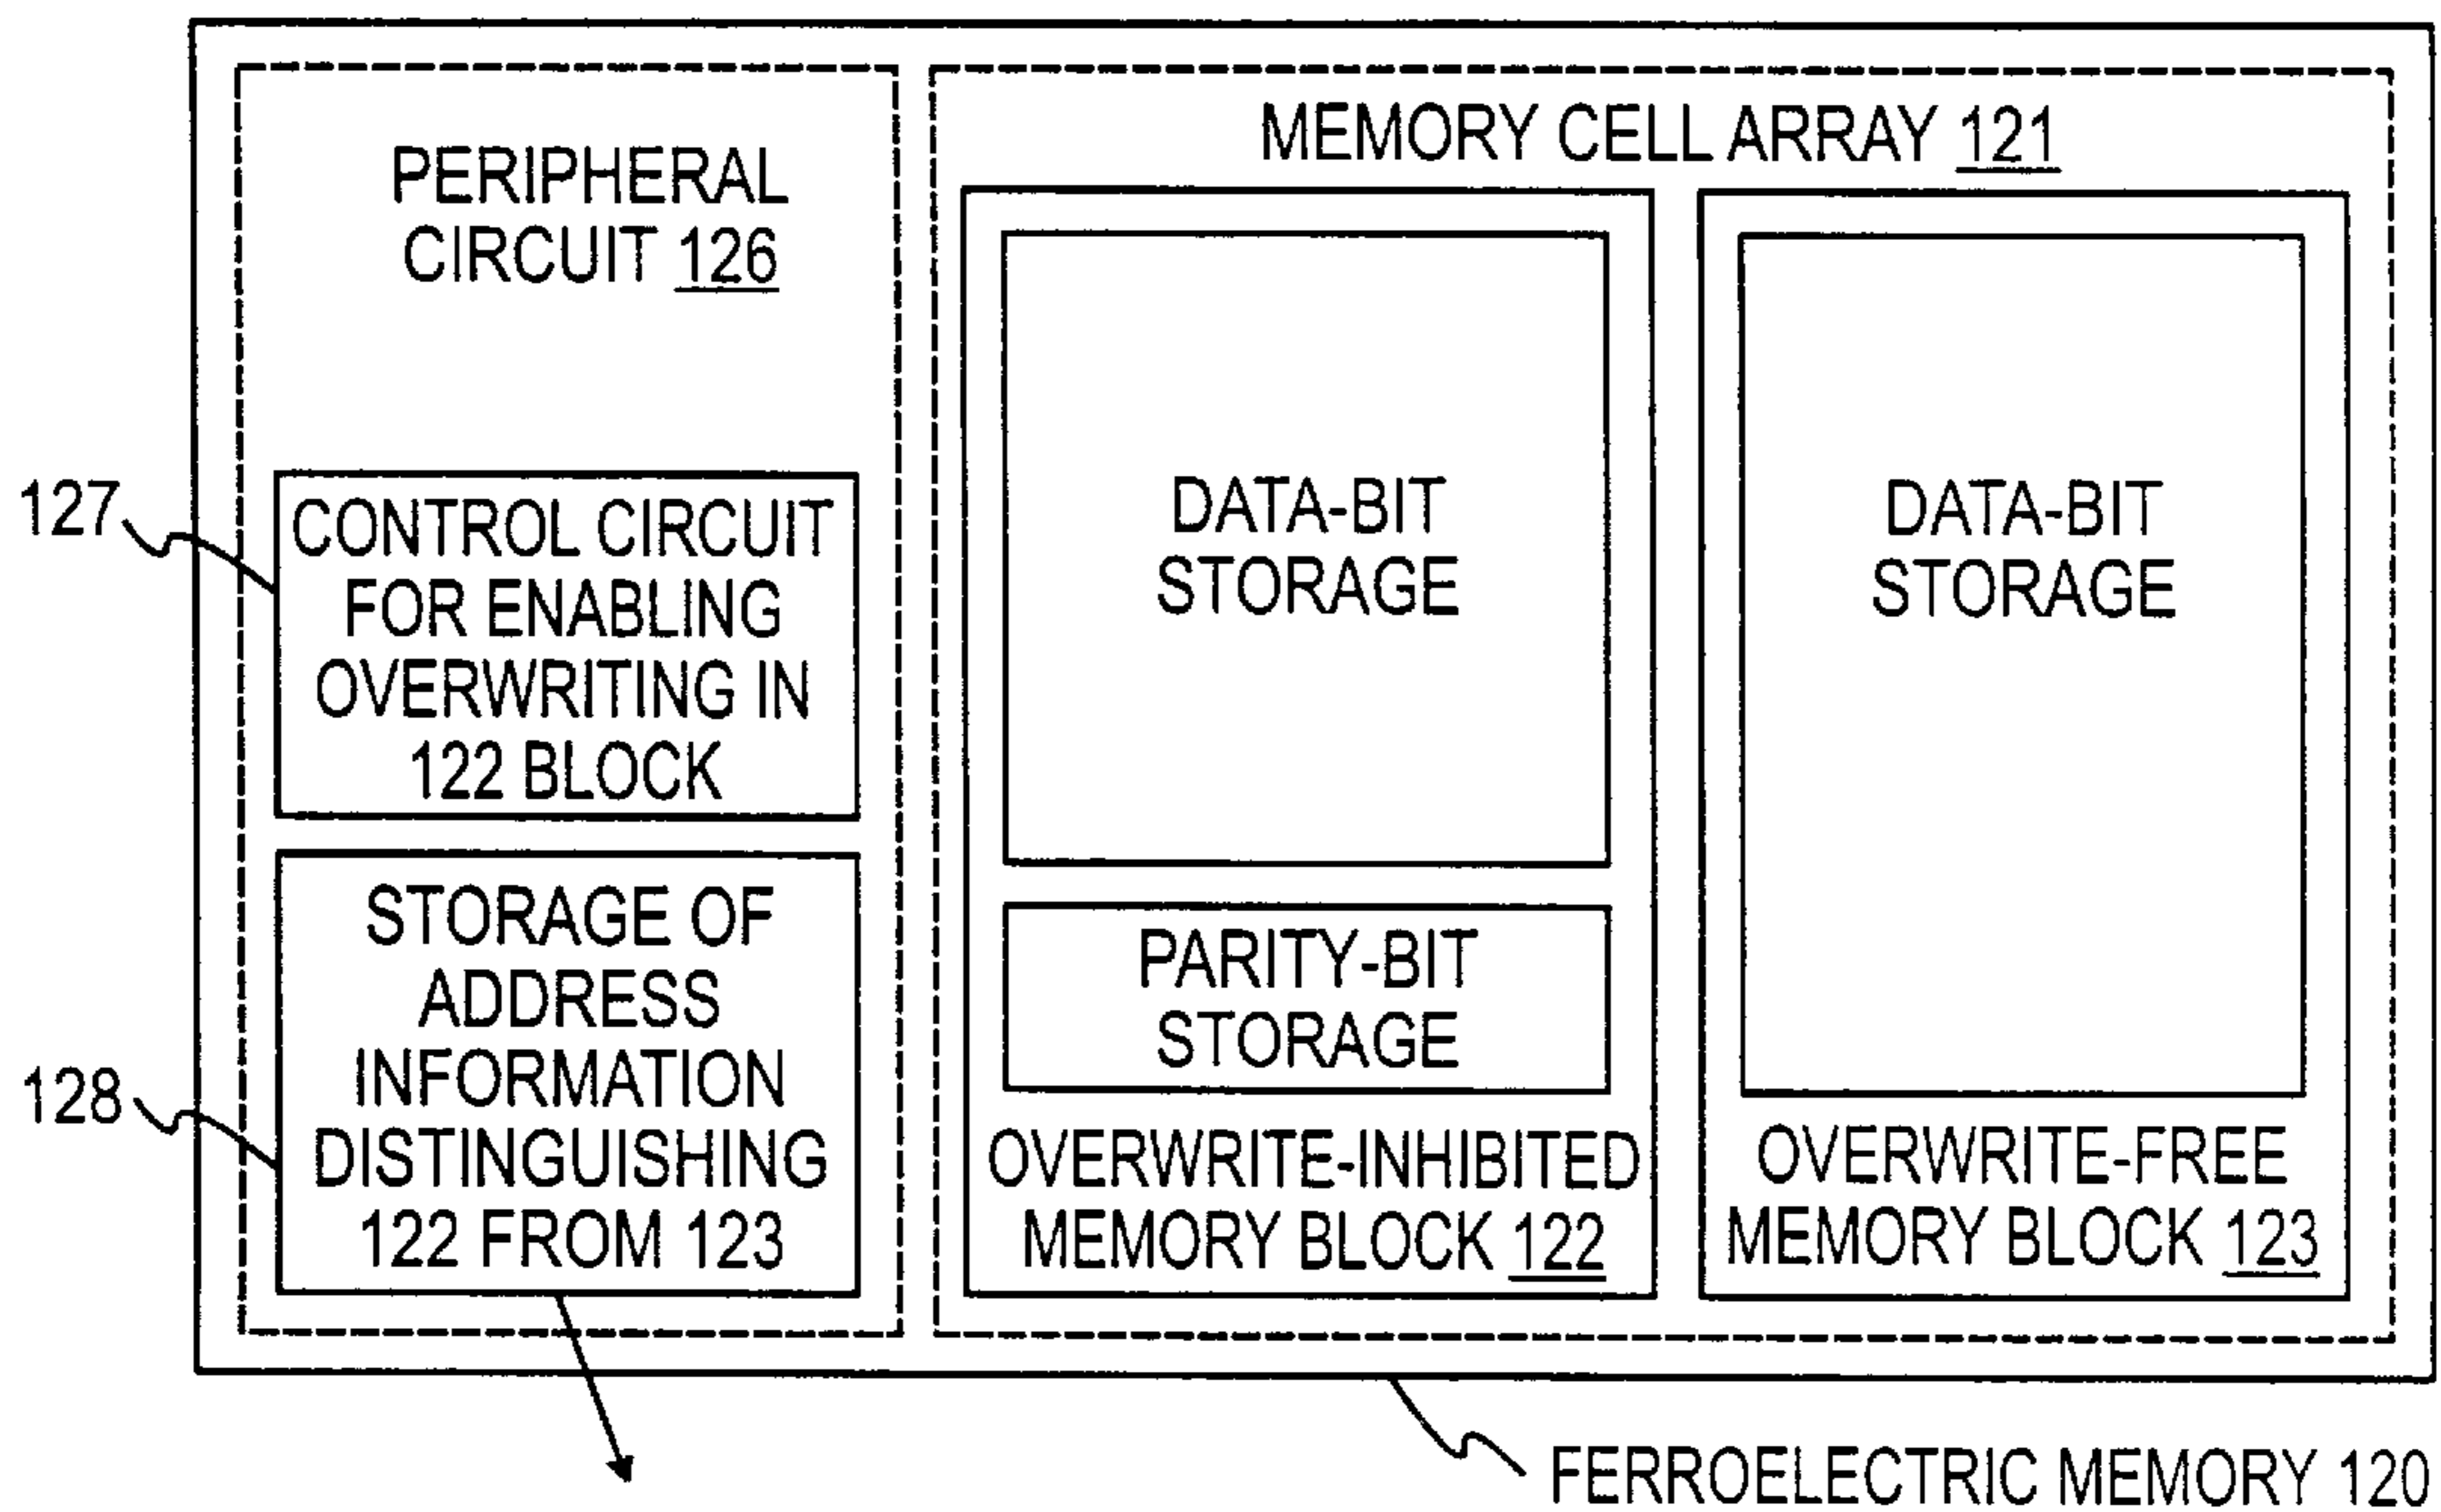 PERIPHERAL
CIRCUIT 126
127
CONTROL CIRCUIT
FOR ENABLING
OVERWRITING IN
122 BLOCK
128
STORAGE OF
ADDRESS
INFORMATION
DISTINGUISHING
122 FROM 123
MEMORY CELL ARRAY 121
DATA-BIT
STORAGE
PARITY-BIT
STORAGE
OVERWRITE-INHIBITED
MEMORY BLOCK 122
DATA-BIT
STORAGE
OVERWRITE-FREE
MEMORY BLOCK 123
FERROELECTRIC MEMORY 120